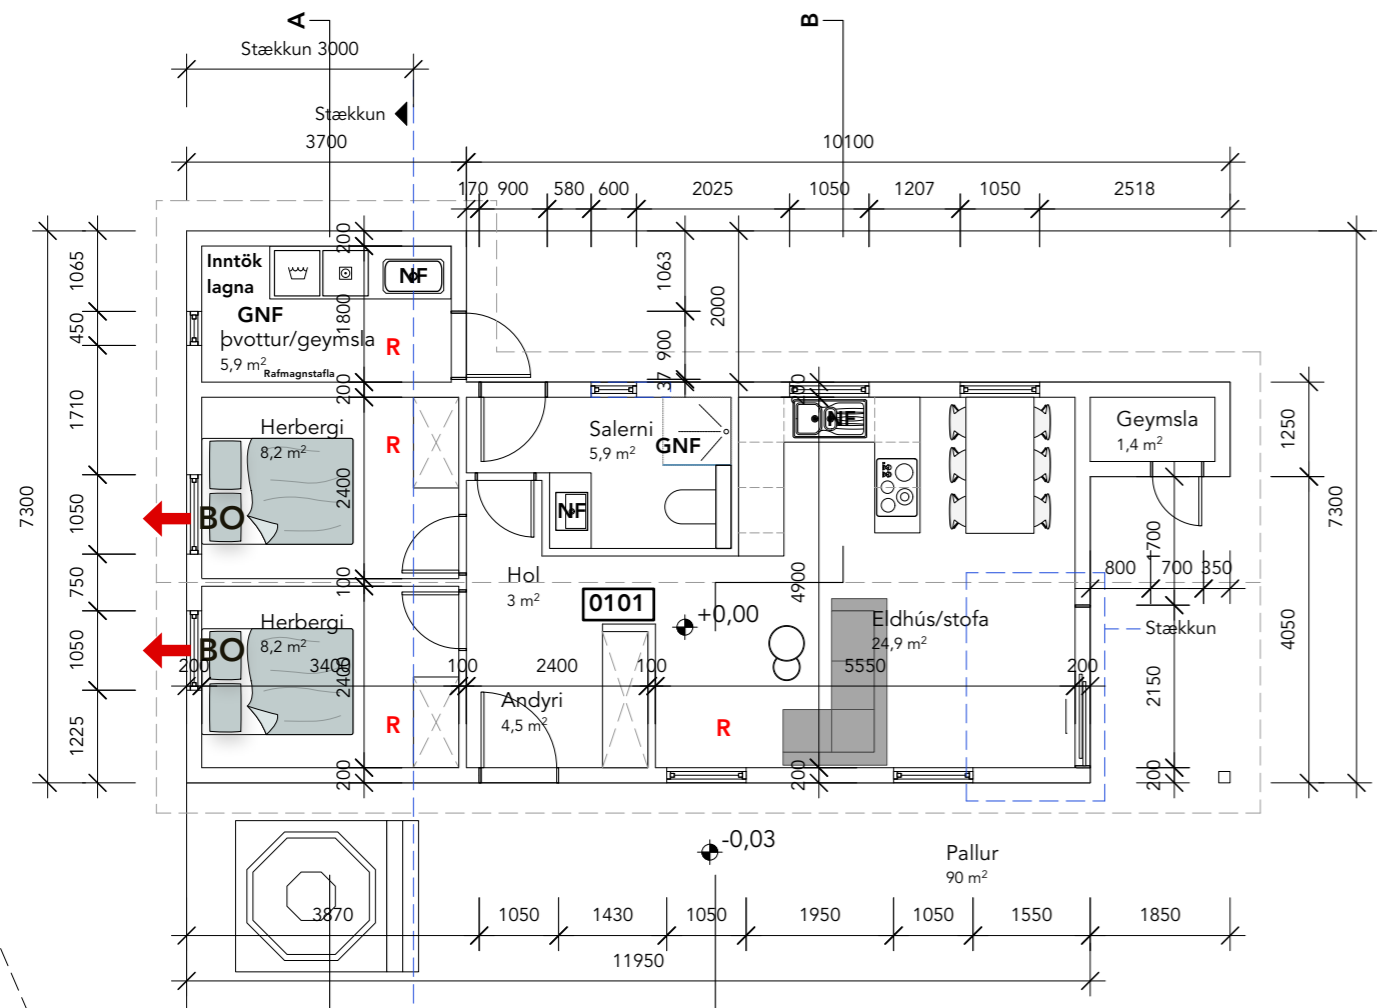 A
B
Stækkun 3000
Stækkun
3700
10100
170
900
580
600
2025
1050
1207
1050
2518
7300
1065
450
1710
1050
750
1050
1225
200
1800
200
2400
100
2400
200
Inntök
lagna
NF
GNF
þvottur/geymsla
5,9 m²
Rafmagnstafla
R
1063
900
37
2000
Herbergi
8,2 m²
R
BO
Salerni
5,9 m²
GNF
NF
NF
Geymsla
1,4 m²
1250
7300
4050
Hol
3 m²
0101
+0,00
4900
Eldhús/stofa
24,9 m²
1700
800
700
350
Stækkun
2150
200
Herbergi
8,2 m²
BO
R
200
3400
100
2400
100
5550
200
Andyri
4,5 m²
R
200
-0,03
Pallur
90 m²
3870
1050
1430
1050
1950
1050
1550
1850
11950